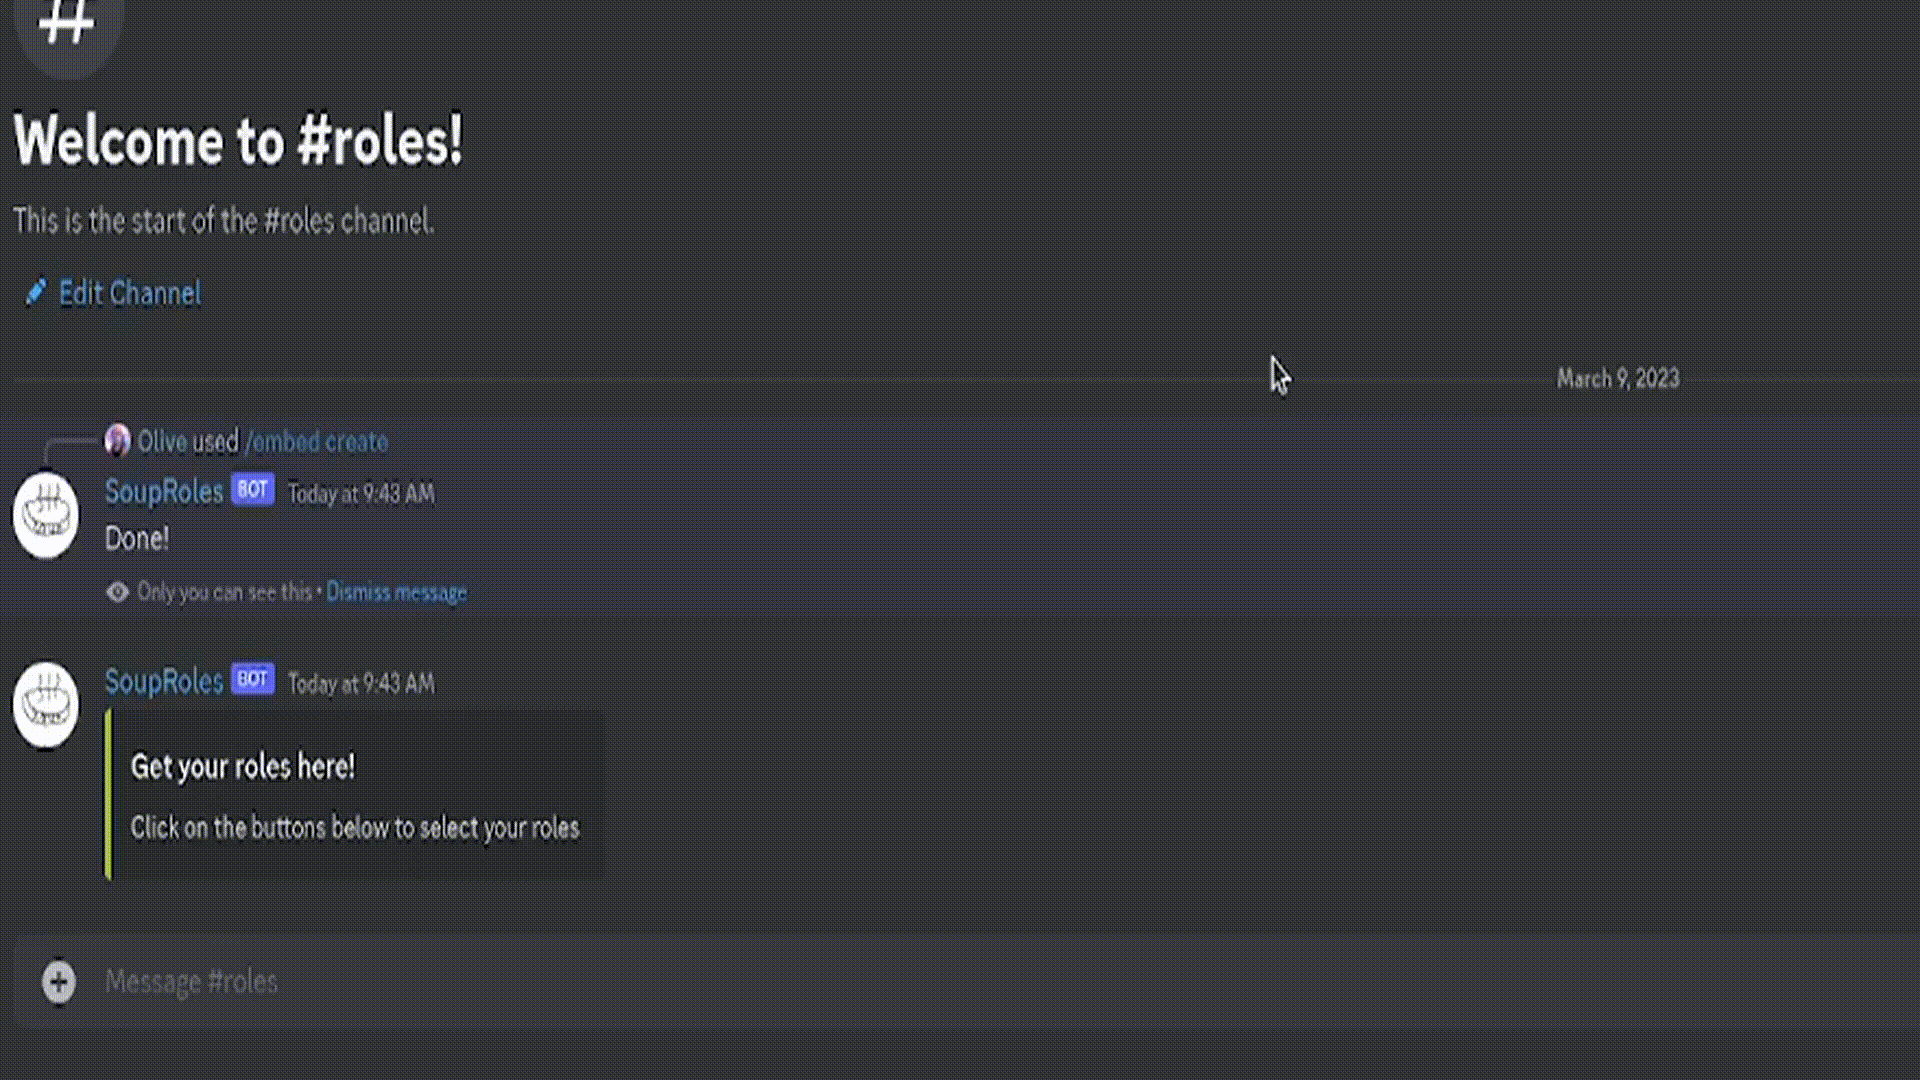 #
Welcome to #roles!
This is the start of the #roles channel.
Edit Channel
March 9, 2023
Olive used /embed create
SoupRoles BOT Today at 9:43 AM
Done!
Only you can see this • Dismiss message
SoupRoles BOT Today at 9:43 AM
Get your roles here!
Click on the buttons below to select your roles
Message #roles